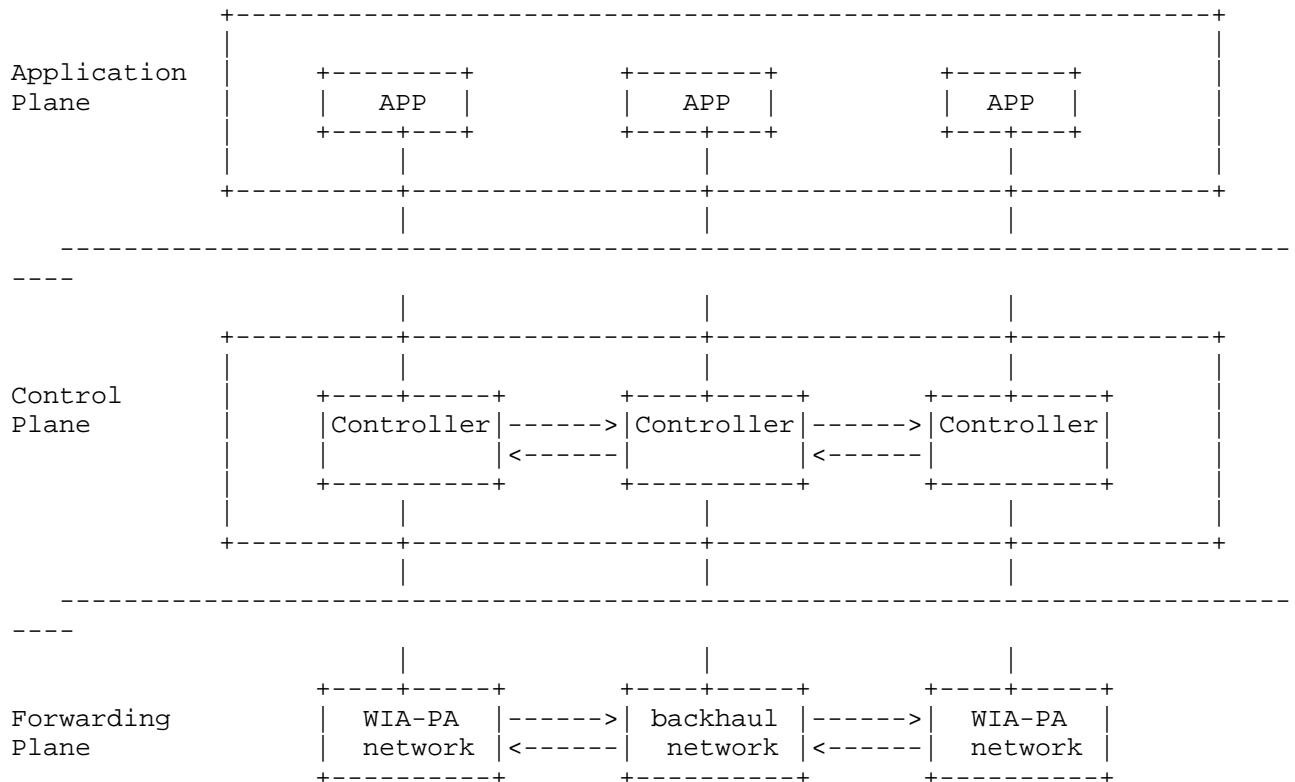 Application
Plane APP APP APP
Control
Plane Controller Controller Controller
Forwarding WIA-PA backhaul WIA-PA
Plane network network network